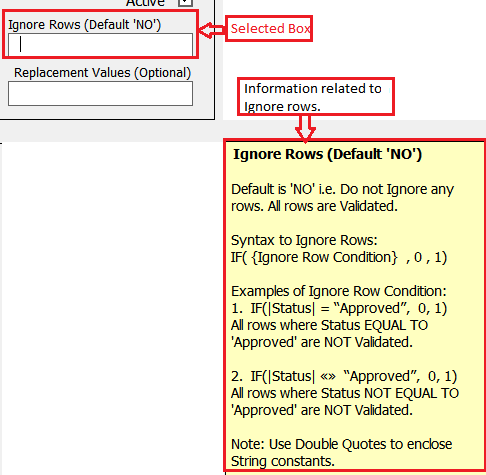 Active
Ignore Rows (Default 'NO')
Selected Box
Replacement Values (Optional)
Information related to
Ignore rows.
Ignore Rows (Default 'NO')
Default is 'NO' i.e. Do not Ignore any
rows. All rows are Validated.
Syntax to Ignore Rows:
IF( {Ignore Row Condition} , 0 , 1)
Examples of Ignore Row Condition:
1. IF(|Status| = “Approved”, 0, 1)
All rows where Status EQUAL TO
'Approved' are NOT Validated.
2. IF(|Status| «» “Approved”, 0, 1)
All rows where Status NOT EQUAL TO
'Approved' are NOT Validated.
Note: Use Double Quotes to enclose
String constants.